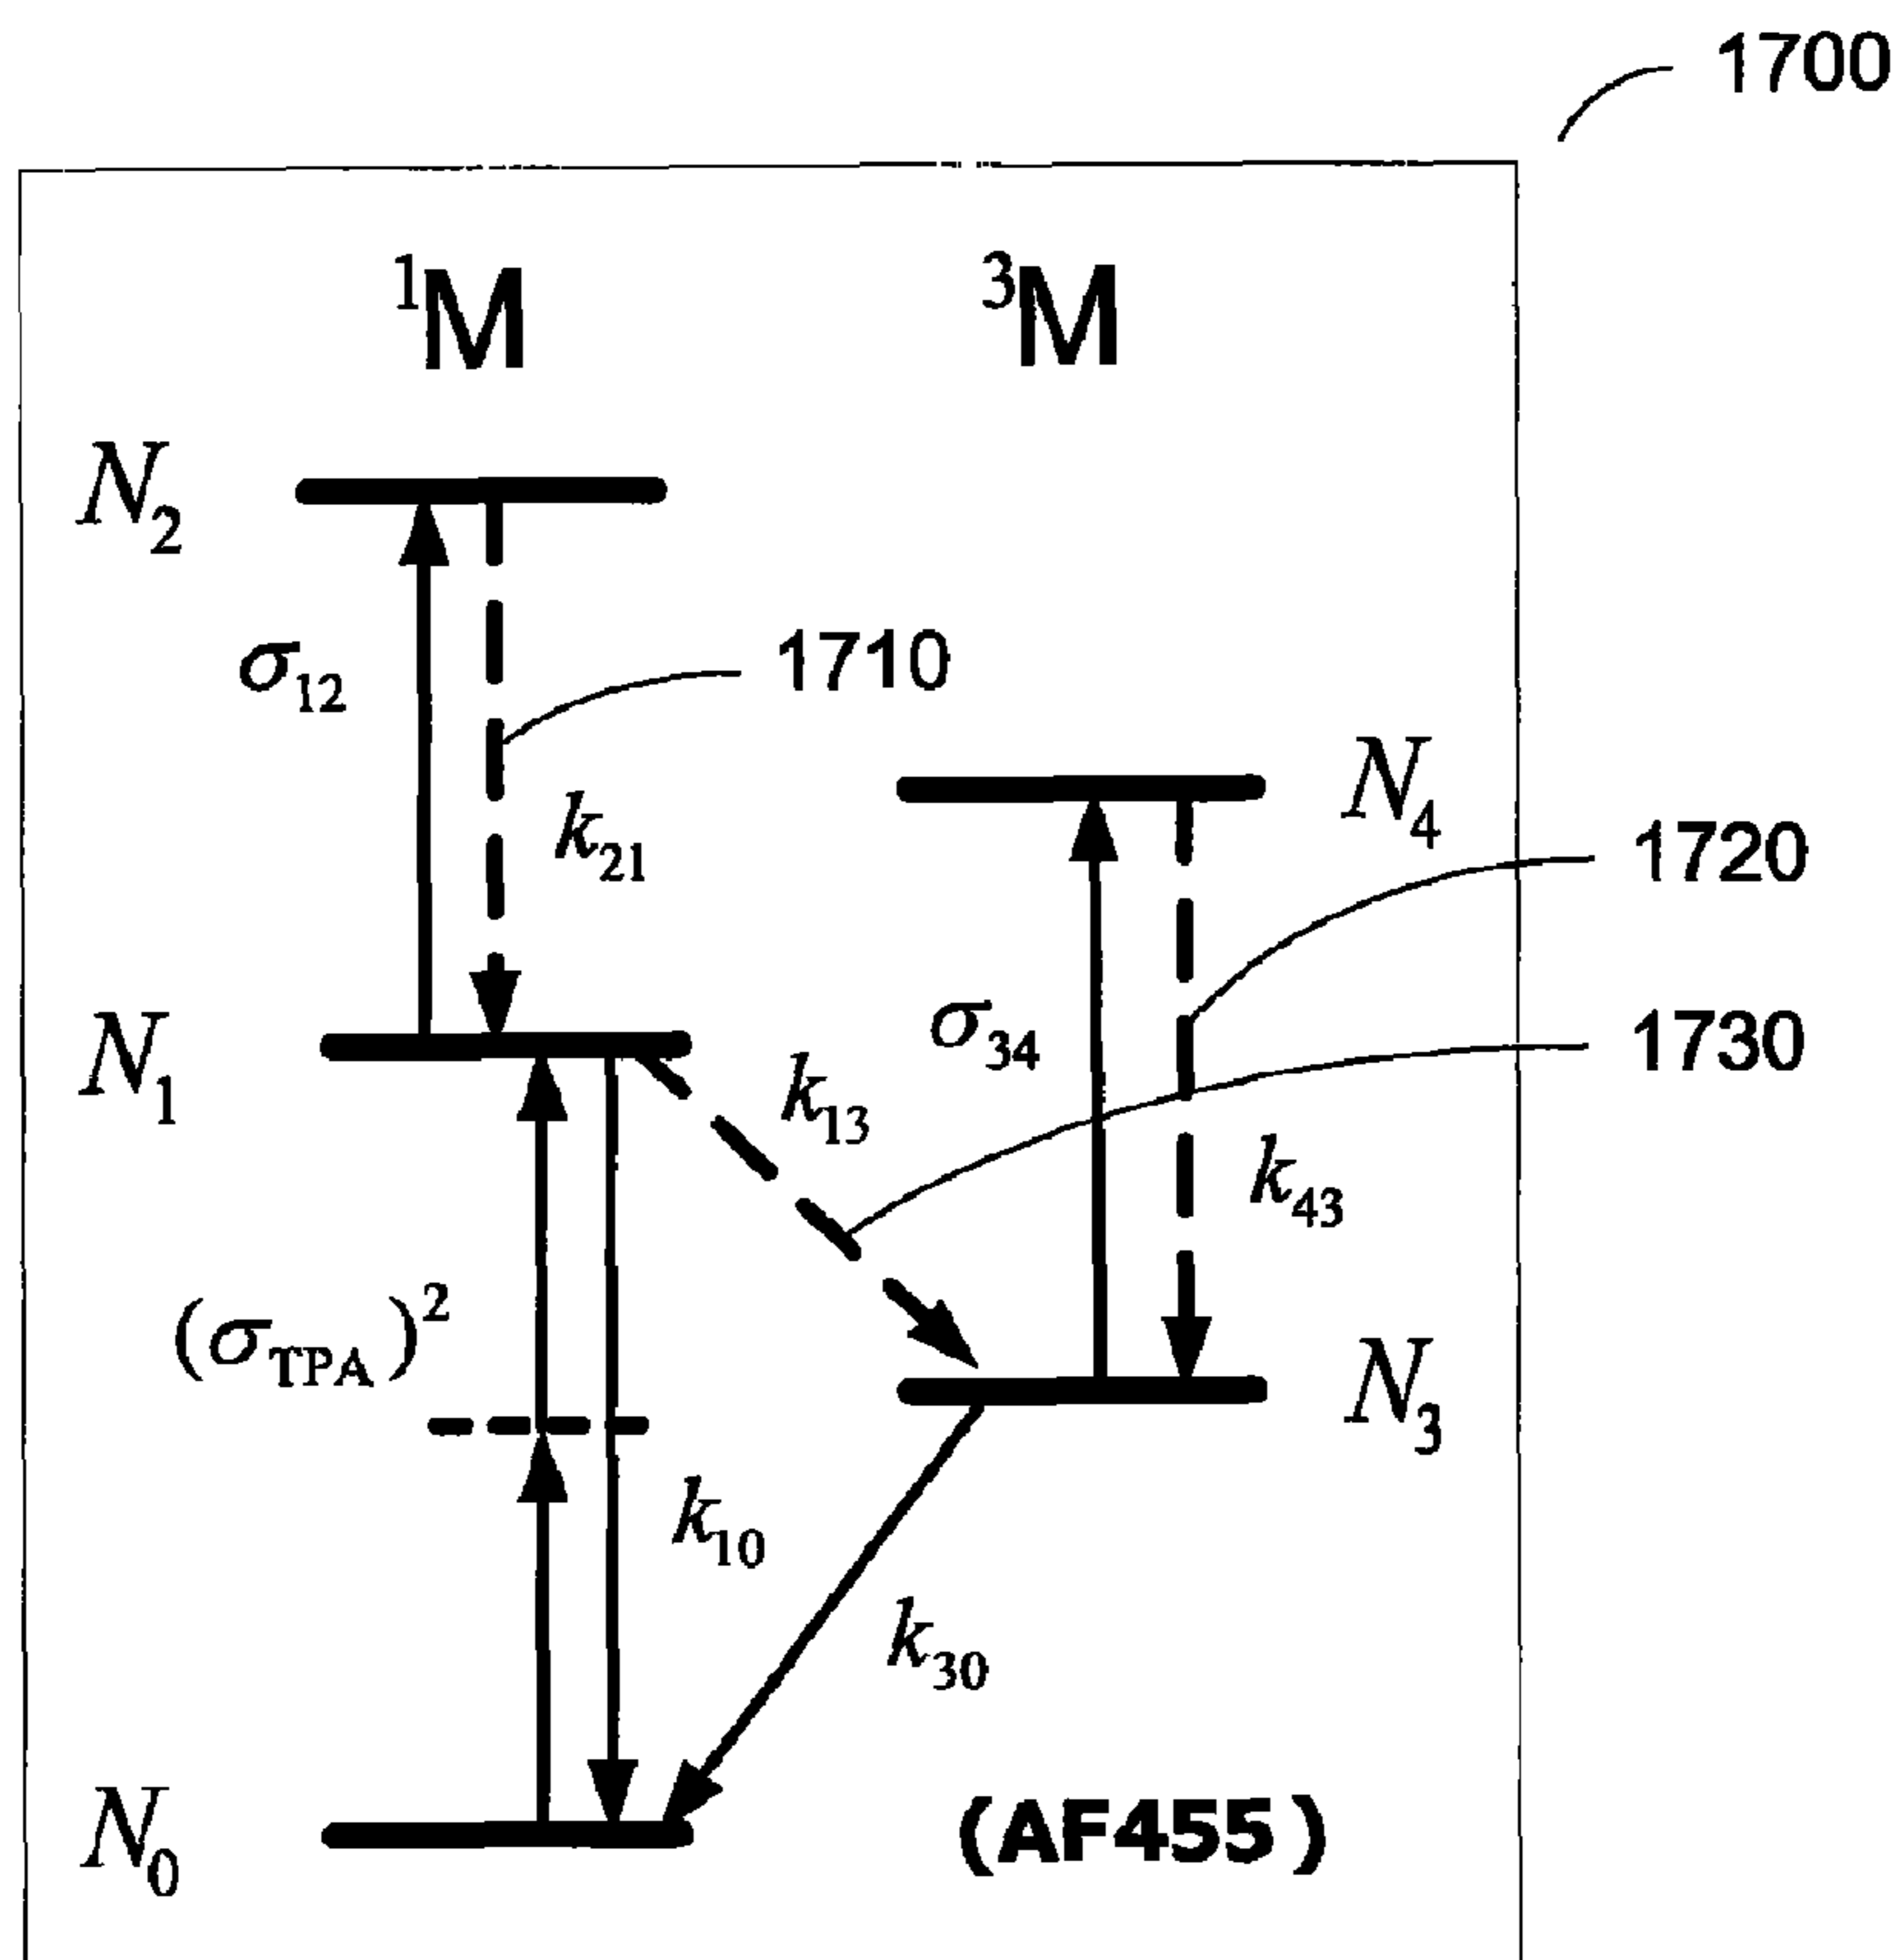 1700
¹M ³M
N₂
σ₁₂
1710
k₂₁
N₄
1720
N₁
σ₃₄
1730
k₁₃
k₄₃
(σ_TPA)²
N₃
k₁₀
k₃₀
N₀
(AF455)